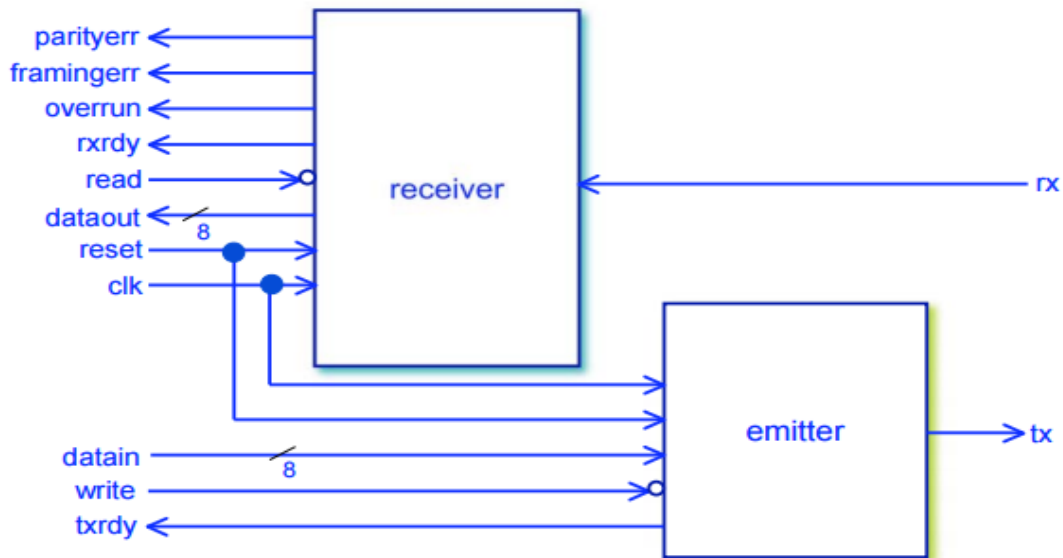 parityerr
framingerr
overrun
rxrdy
read
receiver
rx
dataout
8
reset
clk
emitter
tx
datain
8
write
txrdy